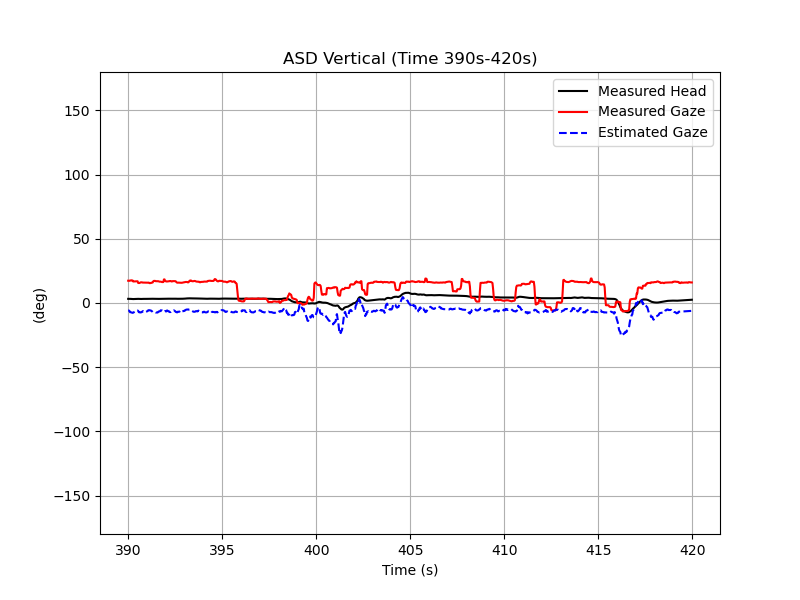 ASD Vertical (Time 390s-420s)
Measured Head
Measured Gaze
Estimated Gaze
150
100
50
0
−50
−100
−150
(deg)
390 395 400 405 410 415 420
Time (s)